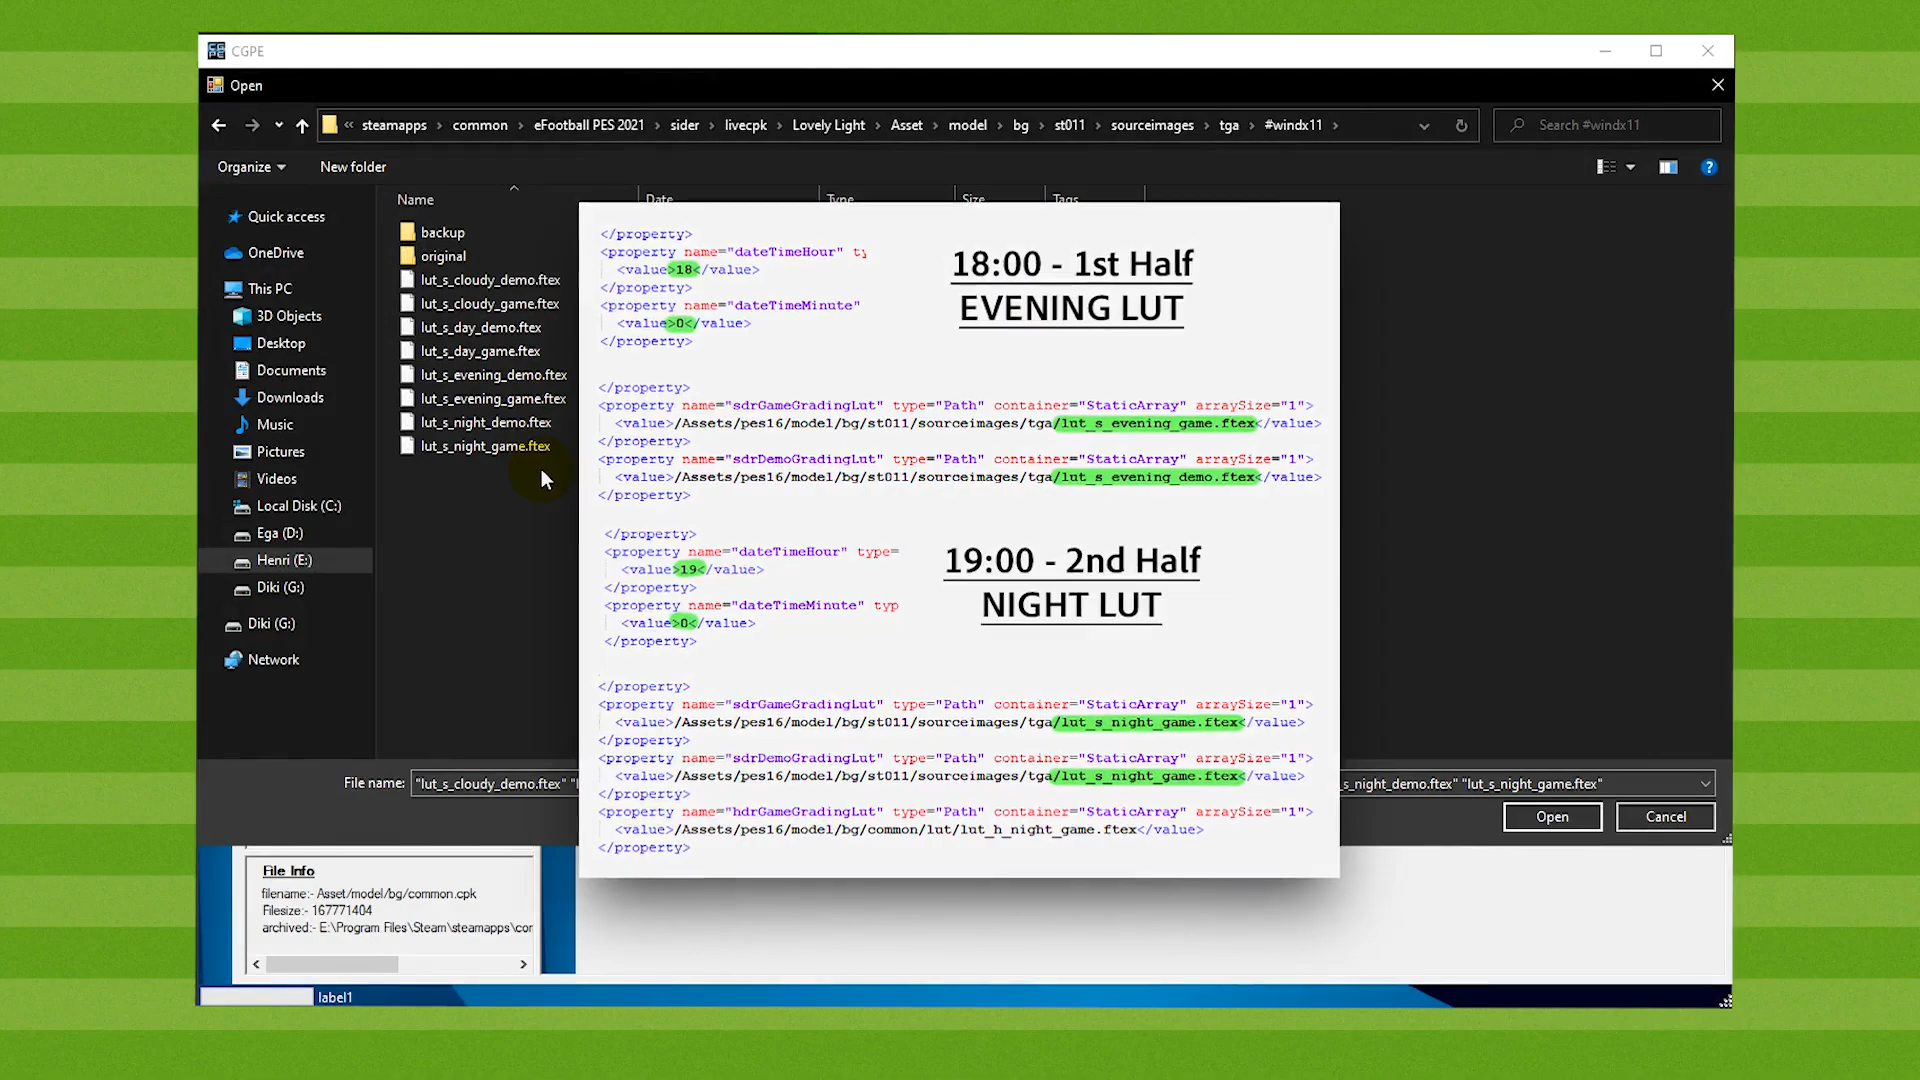 CGPE
Open
« steamapps › common › eFootball PES 2021 › sider › livecpk › Lovely Light › Asset › model › bg › st011 › sourceimages › tga › #windx11 ›
Search #windx11
Organize
New folder
Name
Date
Type
Size
Tags
Quick access
OneDrive
This PC
3D Objects
Desktop
Documents
Downloads
Music
Pictures
Videos
Local Disk (C:)
Ega (D:)
Henri (E:)
Diki (G:)
Diki (G:)
Network
backup
original
lut_s_cloudy_demo.ftex
lut_s_cloudy_game.ftex
lut_s_day_demo.ftex
lut_s_day_game.ftex
lut_s_evening_demo.ftex
lut_s_evening_game.ftex
lut_s_night_demo.ftex
lut_s_night_game.ftex
</property>
<property name="dateTimeHour" ty
<value>18</value>
</property>
<property name="dateTimeMinute"
<value>0</value>
</property>
18:00 - 1st Half
EVENING LUT
</property>
<property name="sdrGameGradingLut" type="Path" container="StaticArray" arraySize="1">
<value>/Assets/pes16/model/bg/st011/sourceimages/tga/lut_s_evening_game.ftex</value>
</property>
<property name="sdrDemoGradingLut" type="Path" container="StaticArray" arraySize="1">
<value>/Assets/pes16/model/bg/st011/sourceimages/tga/lut_s_evening_demo.ftex</value>
</property>
</property>
<property name="dateTimeHour" type=
<value>19</value>
</property>
<property name="dateTimeMinute" typ
<value>0</value>
</property>
19:00 - 2nd Half
NIGHT LUT
</property>
<property name="sdrGameGradingLut" type="Path" container="StaticArray" arraySize="1">
<value>/Assets/pes16/model/bg/st011/sourceimages/tga/lut_s_night_game.ftex</value>
</property>
<property name="sdrDemoGradingLut" type="Path" container="StaticArray" arraySize="1">
<value>/Assets/pes16/model/bg/st011/sourceimages/tga/lut_s_night_game.ftex</value>
</property>
<property name="hdrGameGradingLut" type="Path" container="StaticArray" arraySize="1">
<value>/Assets/pes16/model/bg/common/lut/lut_h_night_game.ftex</value>
</property>
File name:
"lut_s_cloudy_demo.ftex" "l
_s_night_demo.ftex" "lut_s_night_game.ftex"
Open
Cancel
File Info
filename:- Asset/model/bg/common.cpk
Filesize:- 167771404
archived:- E:\Program Files\Steam\steamapps\cor
label1